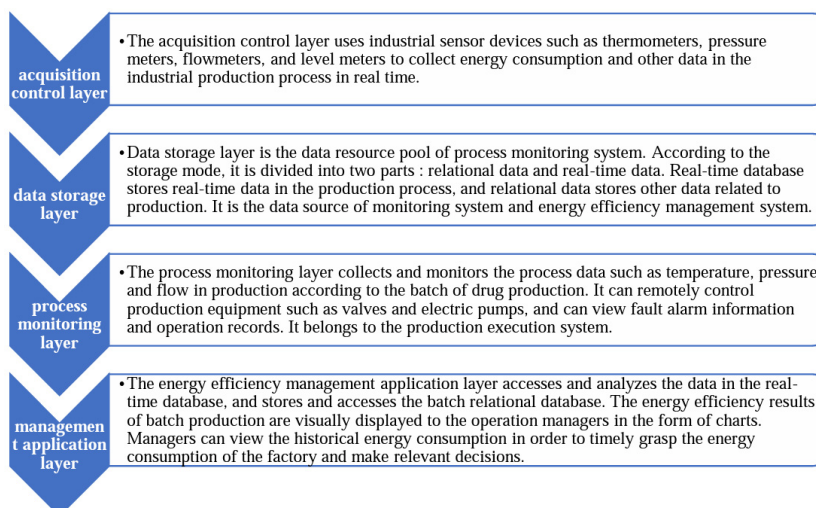 acquisition
control layer
• The acquisition control layer uses industrial sensor devices such as thermometers, pressure
meters, flowmeters, and level meters to collect energy consumption and other data in the
industrial production process in real time.
data storage
layer
• Data storage layer is the data resource pool of process monitoring system. According to the
storage mode, it is divided into two parts : relational data and real-time data. Real-time database
stores real-time data in the production process, and relational data stores other data related to
production. It is the data source of monitoring system and energy efficiency management system.
process
monitoring
layer
• The process monitoring layer collects and monitors the process data such as temperature, pressure
and flow in production according to the batch of drug production. It can remotely control
production equipment such as valves and electric pumps, and can view fault alarm information
and operation records. It belongs to the production execution system.
managemen
t application
layer
• The energy efficiency management application layer accesses and analyzes the data in the real-
time database, and stores and accesses the batch relational database. The energy efficiency results
of batch production are visually displayed to the operation managers in the form of charts.
Managers can view the historical energy consumption in order to timely grasp the energy
consumption of the factory and make relevant decisions.